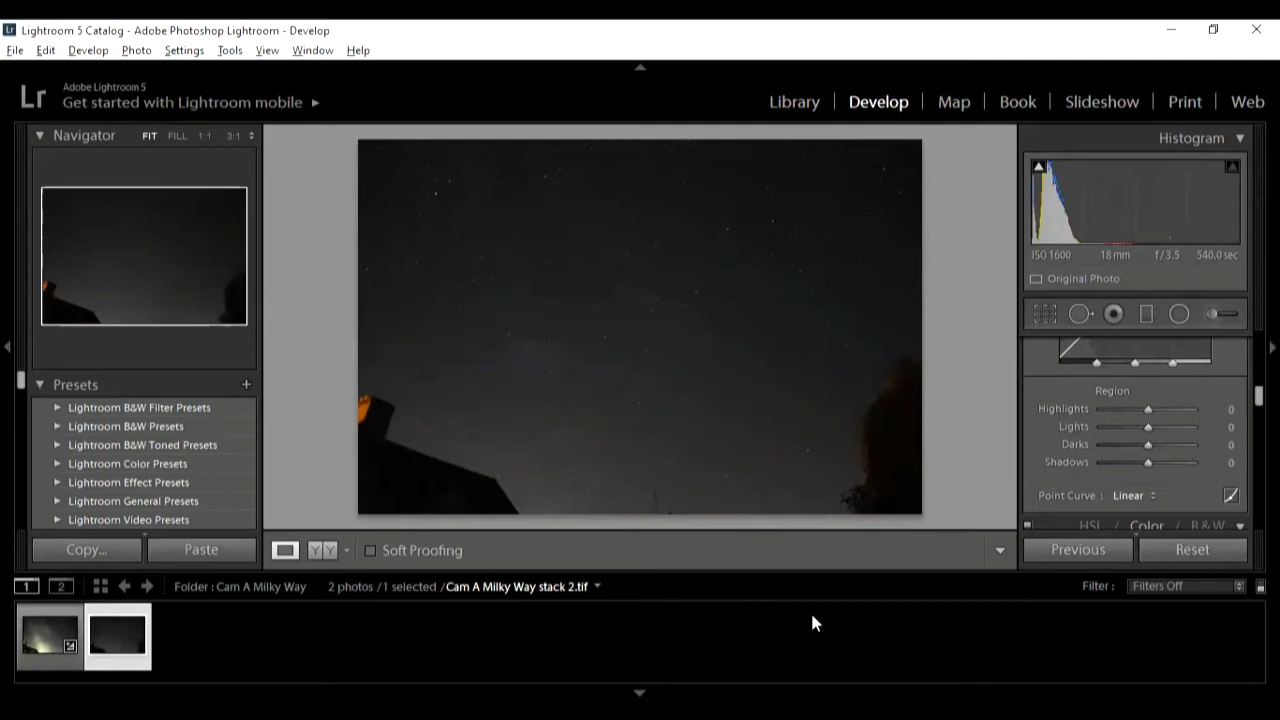 Lr Lightroom 5 Catalog - Adobe Photoshop Lightroom - Develop
File Edit Develop Photo Settings Tools View Window Help
Lr
Adobe Lightroom 5
Get started with Lightroom mobile
Library Develop Map Book Slideshow Print Web
Navigator FIT FILL 1:1 3:1
Presets +
Lightroom B&W Filter Presets
Lightroom B&W Presets
Lightroom B&W Toned Presets
Lightroom Color Presets
Lightroom Effect Presets
Lightroom General Presets
Lightroom Video Presets
Copy... Paste
YY Soft Proofing
Histogram
ISO 1600 18 mm f/3.5 540.0 sec
Original Photo
Region
Highlights 0
Lights 0
Darks 0
Shadows 0
Point Curve : Linear
HSL / Color / B&W
Previous Reset
1 2 Folder : Cam A Milky Way 2 photos /1 selected /Cam A Milky Way stack 2.tif
Filter : Filters Off